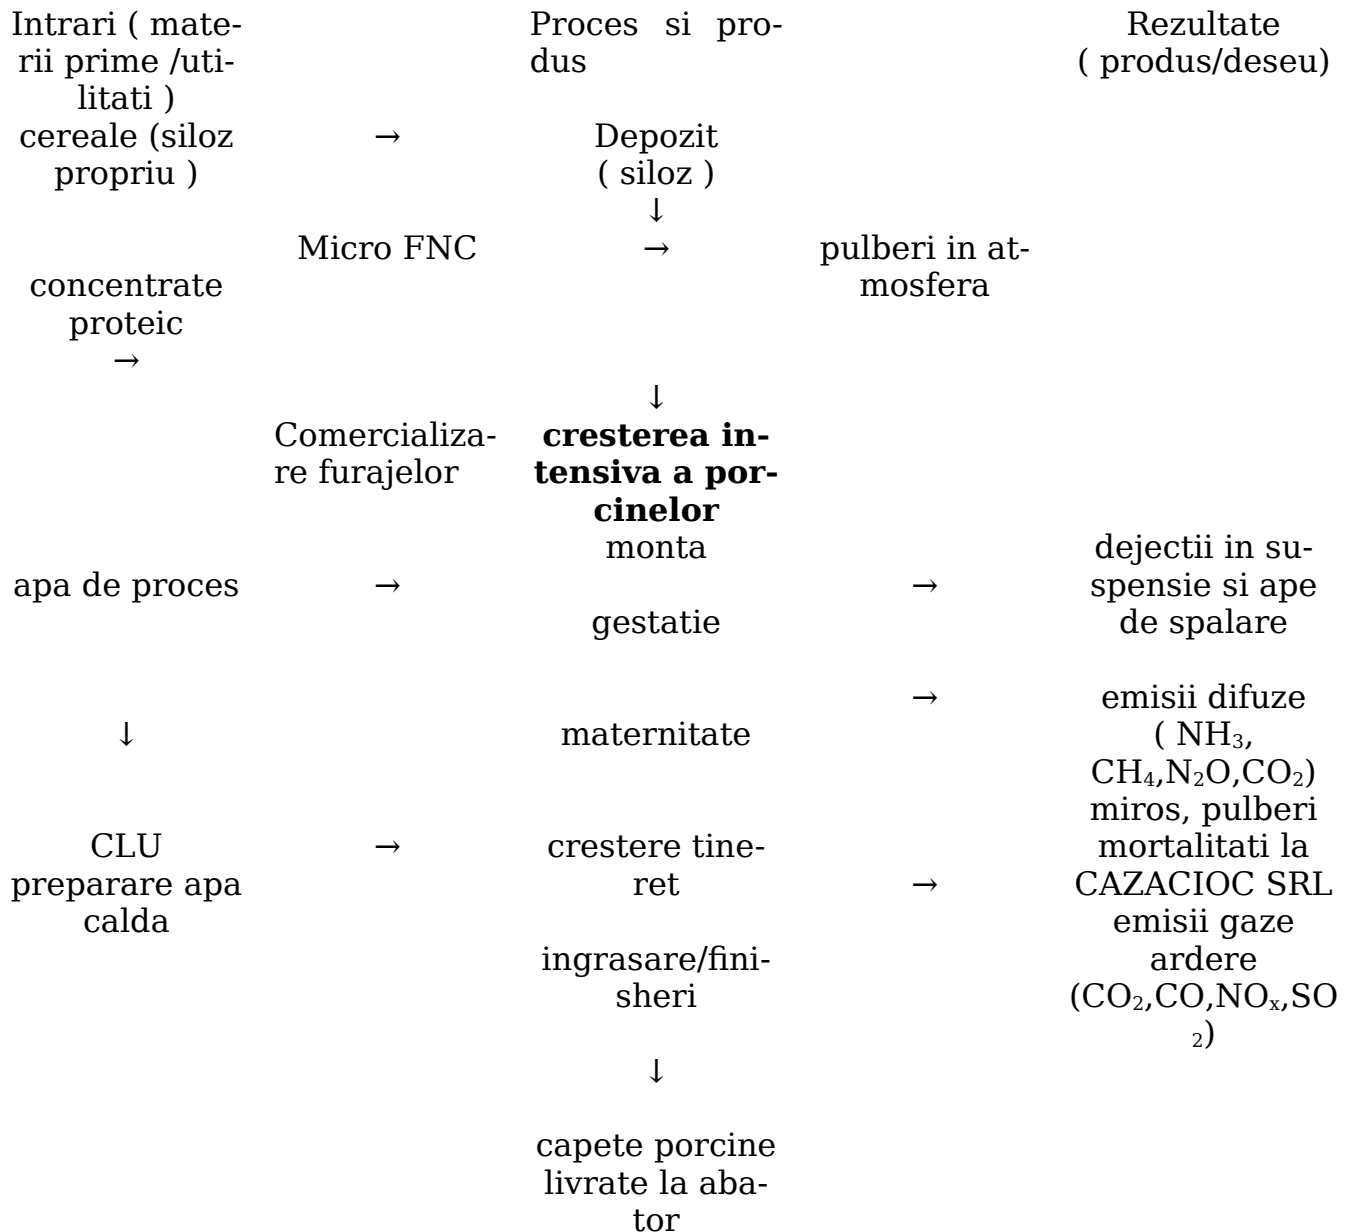 Intrari ( mate-
rii prime /uti-
litati )
Proces si pro-
dus
Rezultate
( produs/deseu)
cereale (siloz
propriu )
→
Depozit
( siloz )
↓
Micro FNC
→
pulberi in at-
mosfera
concentrate
proteic
→
↓
Comercializa-
re furajelor
cresterea in-
tensiva a por-
cinelor
monta
apa de proces
→
gestatie
→
dejectii in su-
spensie si ape
de spalare
↓
maternitate
→
emisii difuze
( NH₃,
CH₄,N₂O,CO₂)
miros, pulberi
CLU
preparare apa
calda
→
crestere tine-
ret
→
mortalitati la
CAZACIOC SRL
emisii gaze
ardere
(CO₂,CO,NOₓ,SO
₂)
ingrasare/fini-
sheri
↓
capete porcine
livrate la aba-
tor